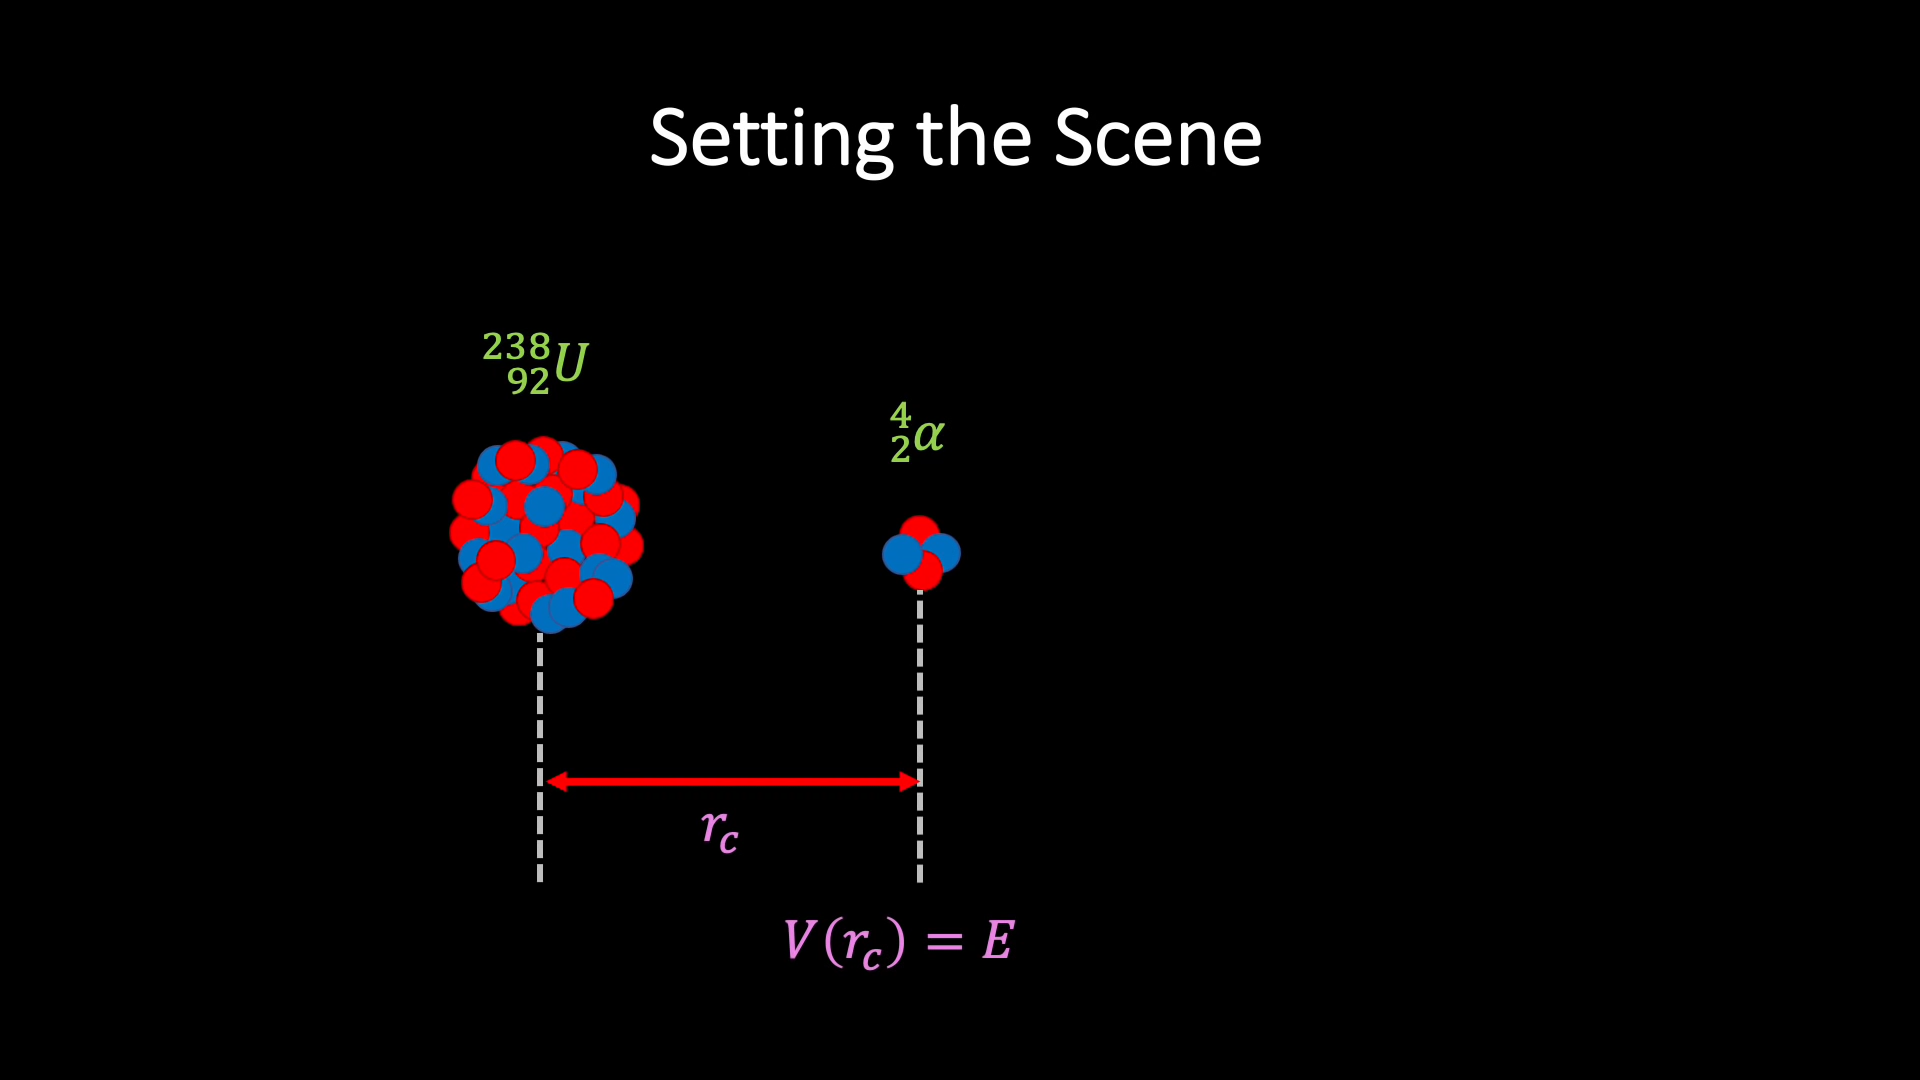 Setting the Scene
²³⁸₉₂U
⁴₂α
r_c
V(r_c) = E